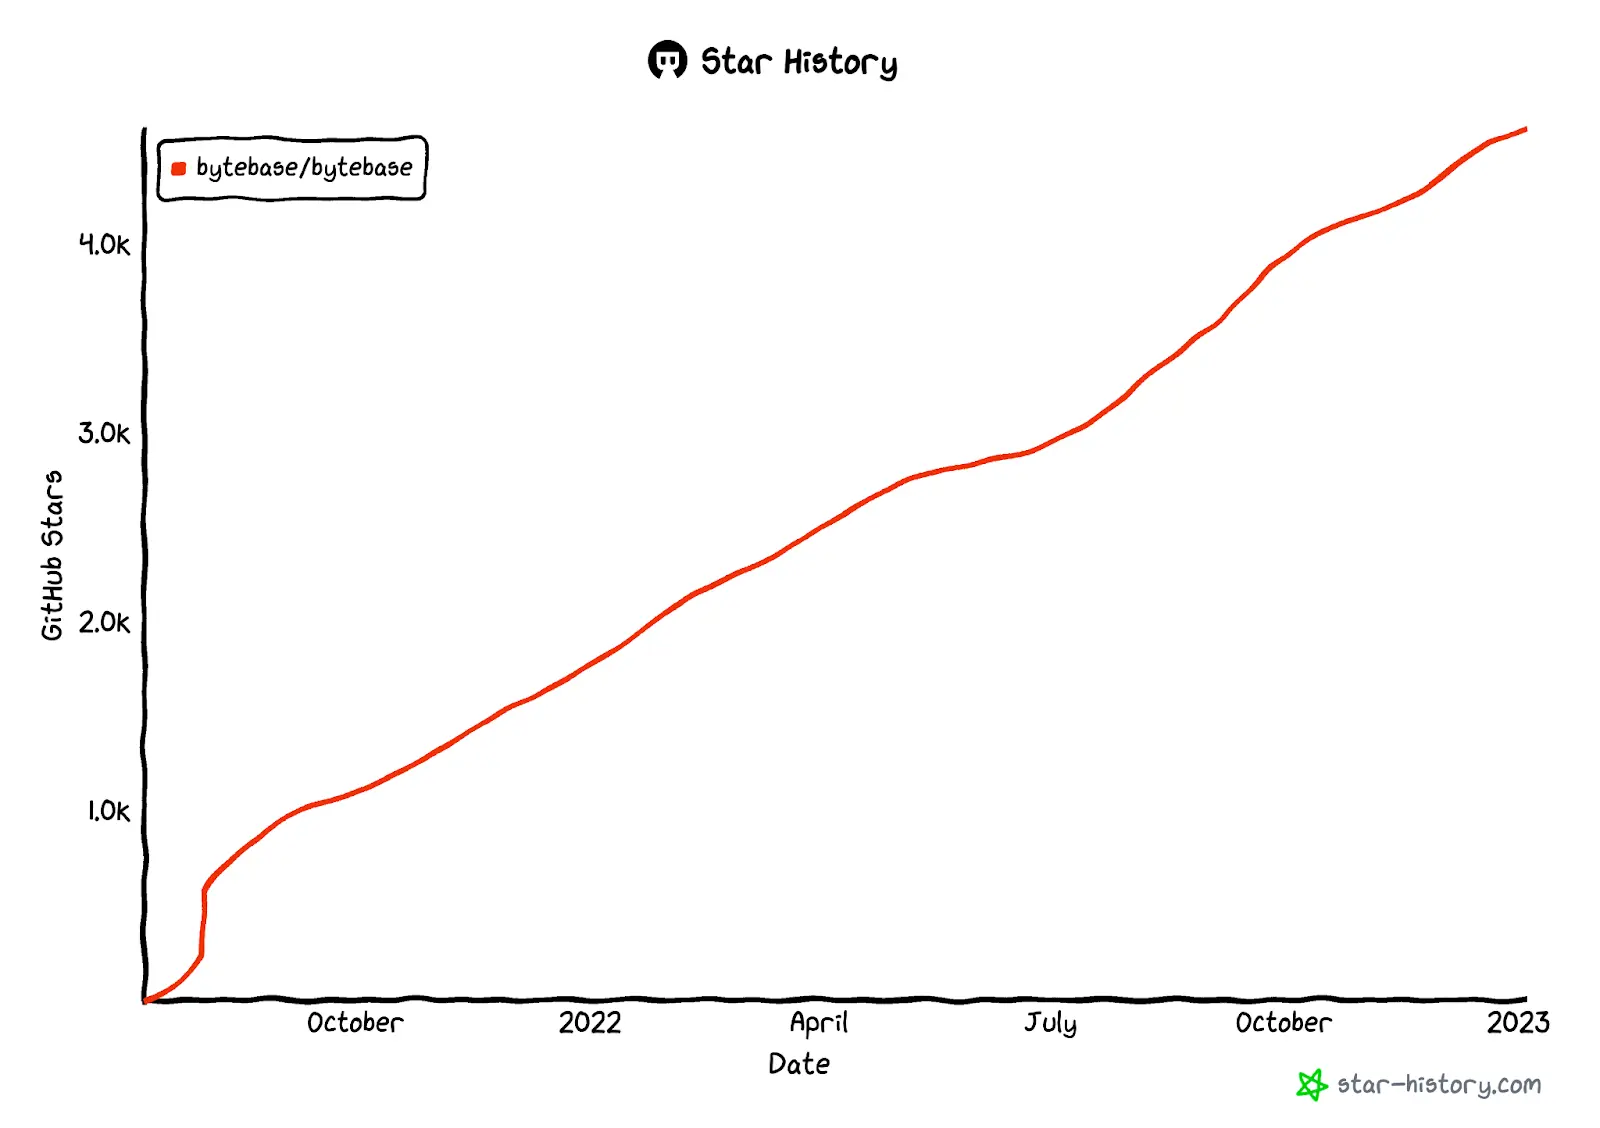 Star History
bytebase/bytebase
4.0K
3.0K
2.0K
1.0K
GitHub Stars
October 2022 April July October 2023
Date
star-history.com